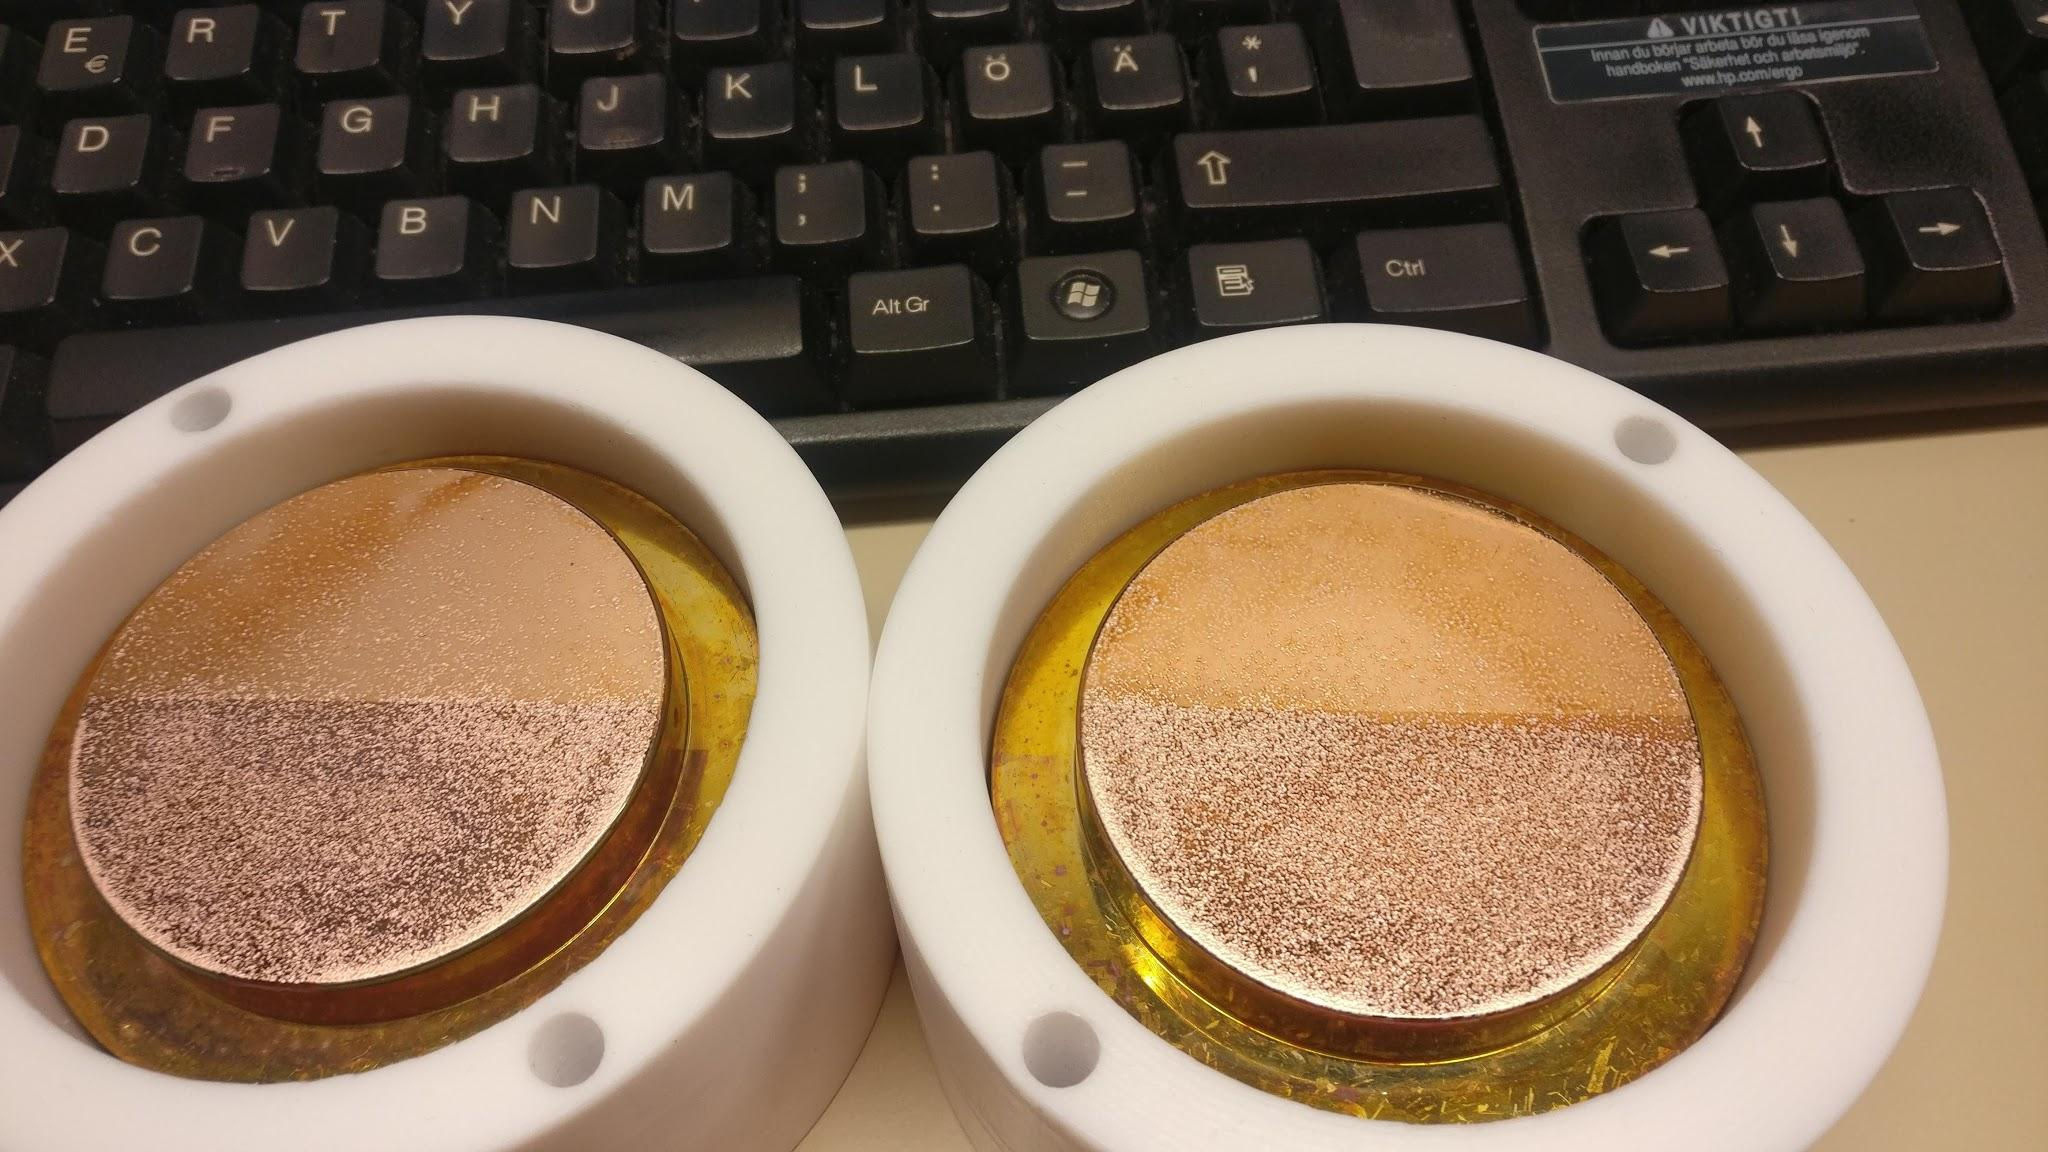 E
€
R
T
Y
U
VIKTIGT!
Innan du börjar arbeta bör du läsa igenom
handboken "Säkerhet och arbetsmiljö".
www.hp.com/ergo
D
F
G
H
J
K
L
Ö
Ä
*
'
X
C
V
B
N
M
;
,
:
.
_
-
Alt Gr
Ctrl